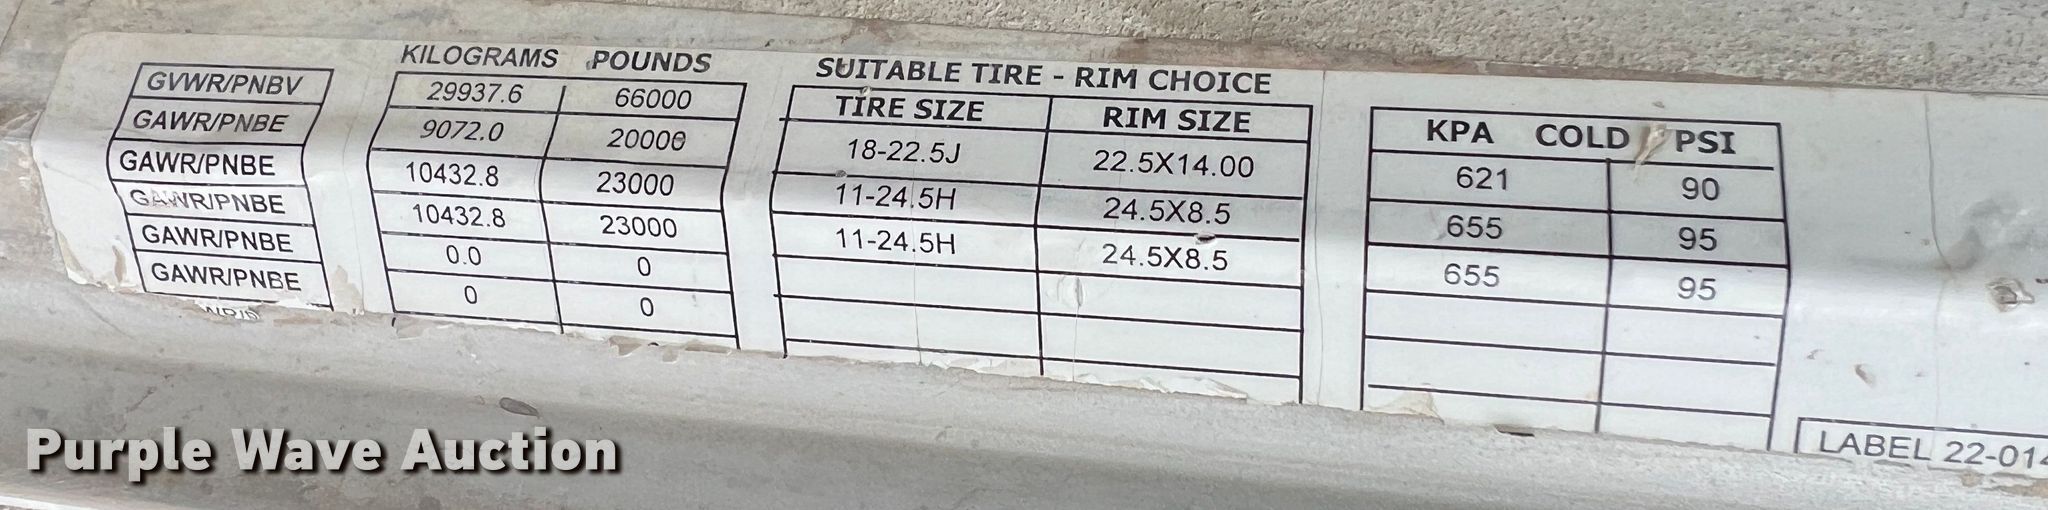 KILOGRAMS POUNDS
GVWR/PNBV 29937.6 66000
GAWR/PNBE 9072.0 20000
GAWR/PNBE 10432.8 23000
GAWR/PNBE 10432.8 23000
GAWR/PNBE 0.0 0
GAWR/PNBE 0 0
SUITABLE TIRE - RIM CHOICE
TIRE SIZE RIM SIZE
18-22.5J 22.5X14.00
11-24.5H 24.5X8.5
11-24.5H 24.5X8.5
KPA COLD PSI
621 90
655 95
655 95
LABEL 22-014
Purple Wave Auction